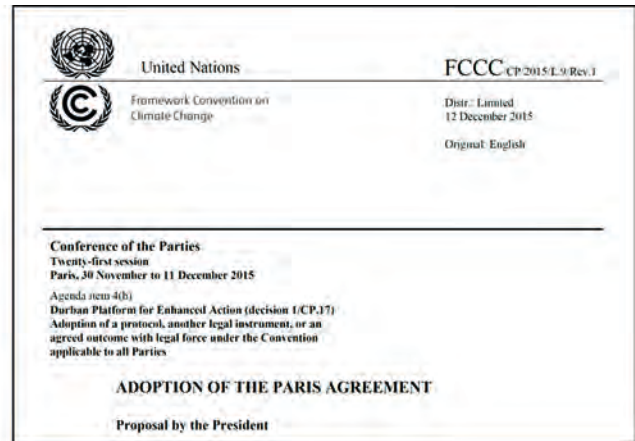 United Nations
FCCC/CP/2015/L.9/Rev.1
Framework Convention on
Climate Change
Distr.: Limited
12 December 2015
Original: English
Conference of the Parties
Twenty-first session
Paris, 30 November to 11 December 2015
Agenda item 4(b)
Durban Platform for Enhanced Action (decision 1/CP.17)
Adoption of a protocol, another legal instrument, or an
agreed outcome with legal force under the Convention
applicable to all Parties
ADOPTION OF THE PARIS AGREEMENT
Proposal by the President